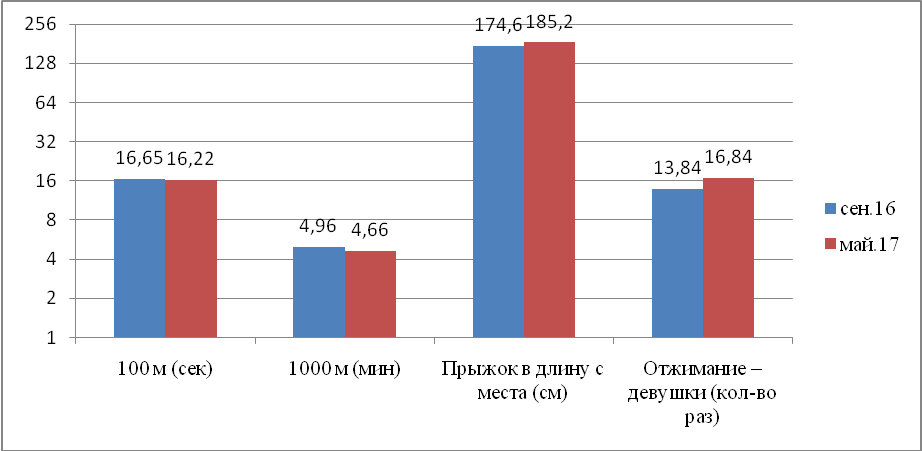 256
128
64
32
16
8
4
2
1
16,65
16,22
4,96
4,66
174,6
185,2
13,84
16,84
100 м (сек)
1000 м (мин)
Прыжок в длину с
места (см)
Отжимание –
девушки (кол-во
раз)
сен.16
май.17